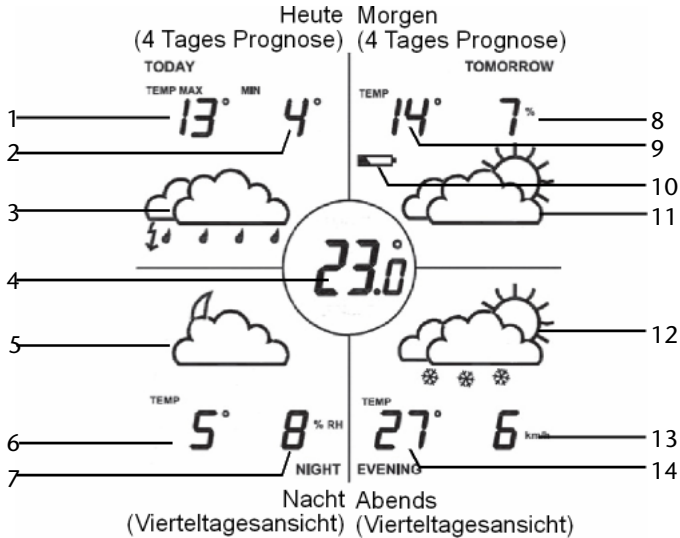 Heute
(4 Tages Prognose)
Morgen
(4 Tages Prognose)
TODAY
TOMORROW
TEMP MAX 13° MIN 4°
TEMP 14° 7 %
1
2
3
4
5
6
7
8
9
10
11
12
13
14
23.0°
TEMP 5° 8 % RH
NIGHT
TEMP 27° 6 km/h
EVENING
Nacht
(Vierteltagesansicht)
Abends
(Vierteltagesansicht)